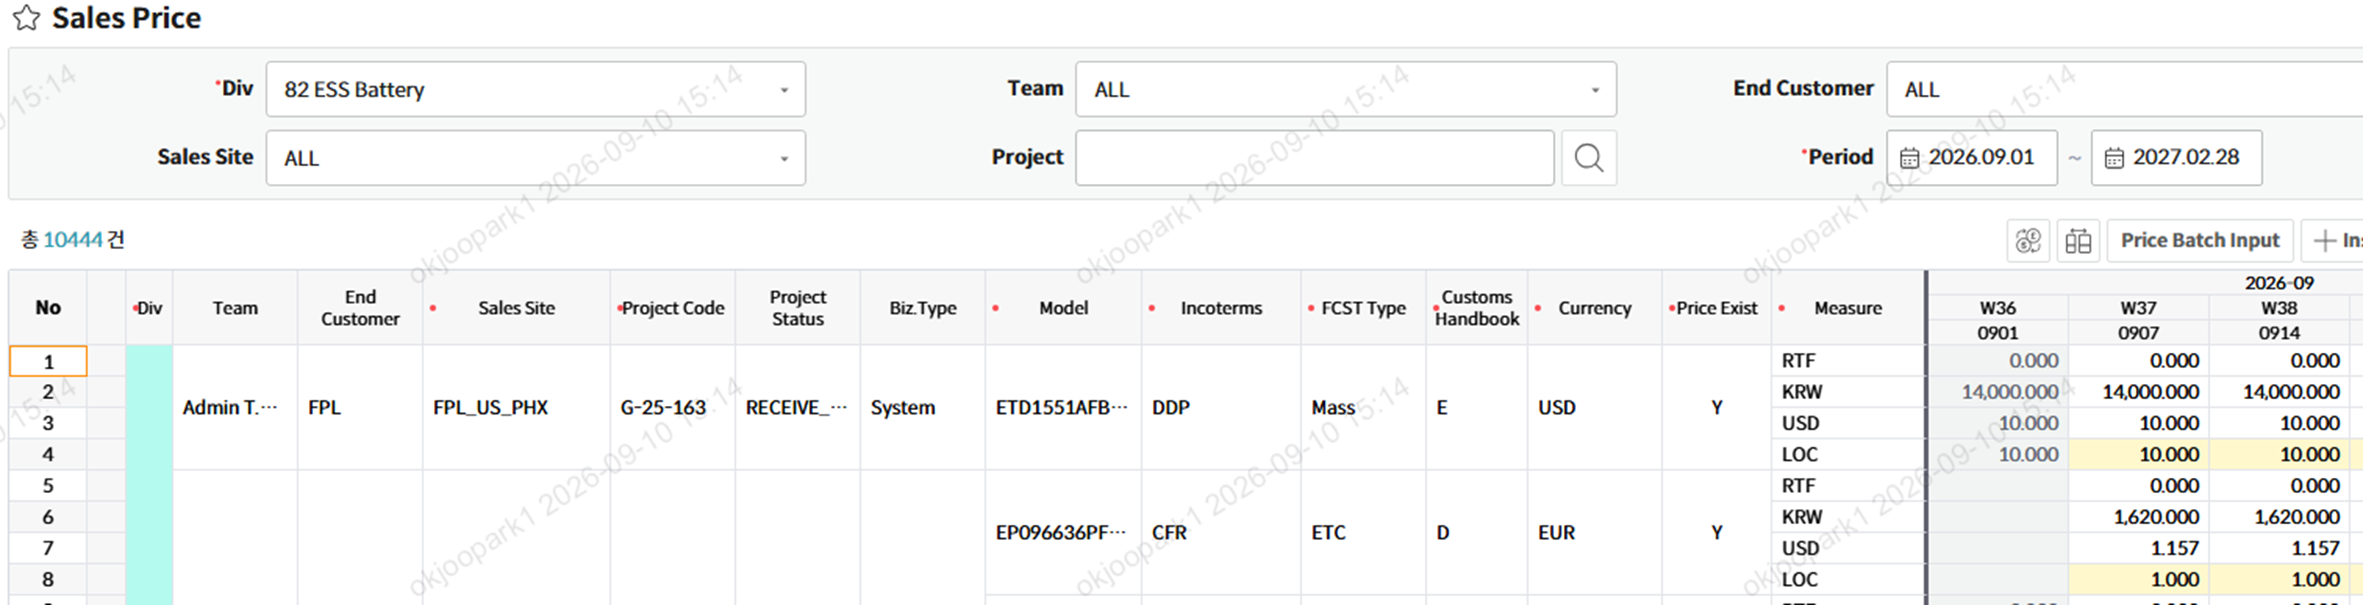 Sales Price
*Div 82 ESS Battery Team ALL End Customer ALL
Sales Site ALL Project *Period 2026.09.01 ~ 2027.02.28
총 10444 건 Price Batch Input
No Div Team End Customer Sales Site Project Code Project Status Biz.Type Model Incoterms FCST Type Customs Handbook Currency Price Exist Measure 2026-09
W36 W37 W38
0901 0907 0914
1 RTF 0.000 0.000 0.000
2 KRW 14,000.000 14,000.000 14,000.000
Admin T.… FPL FPL_US_PHX G-25-163 RECEIVE_… System ETD1551AFB… DDP Mass E USD Y
3 USD 10.000 10.000 10.000
4 LOC 10.000 10.000 10.000
5 RTF 0.000 0.000
6 KRW 1,620.000 1,620.000
EP096636PF… CFR ETC D EUR Y
7 USD 1.157 1.157
8 LOC 1.000 1.000
okjoopark1 2026-09-10 15:14